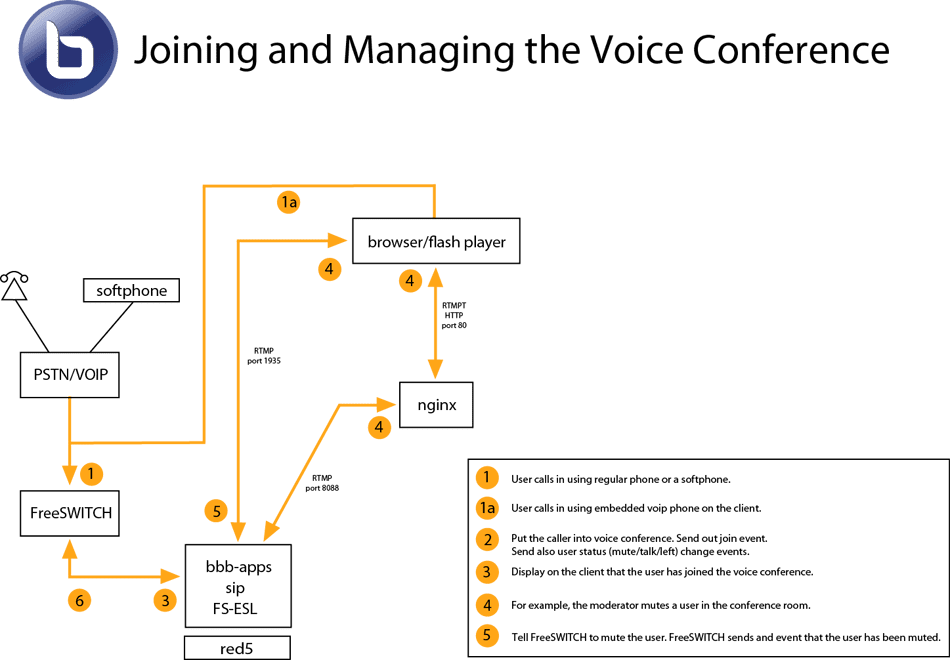 Joining and Managing the Voice Conference
1a
browser/flash player
4
4
softphone
RTMPT
HTTP
port 80
RTMP
port 1935
PSTN/VOIP
nginx
4
1
RTMP
port 8088
FreeSWITCH
5
bbb-apps
sip
FS-ESL
6
3
red5
1 User calls in using regular phone or a softphone.
1a User calls in using embedded voip phone on the client.
2 Put the caller into voice conference. Send out join event.
Send also user status (mute/talk/left) change events.
3 Display on the client that the user has joined the voice conference.
4 For example, the moderator mutes a user in the conference room.
5 Tell FreeSWITCH to mute the user. FreeSWITCH sends and event that the user has been muted.